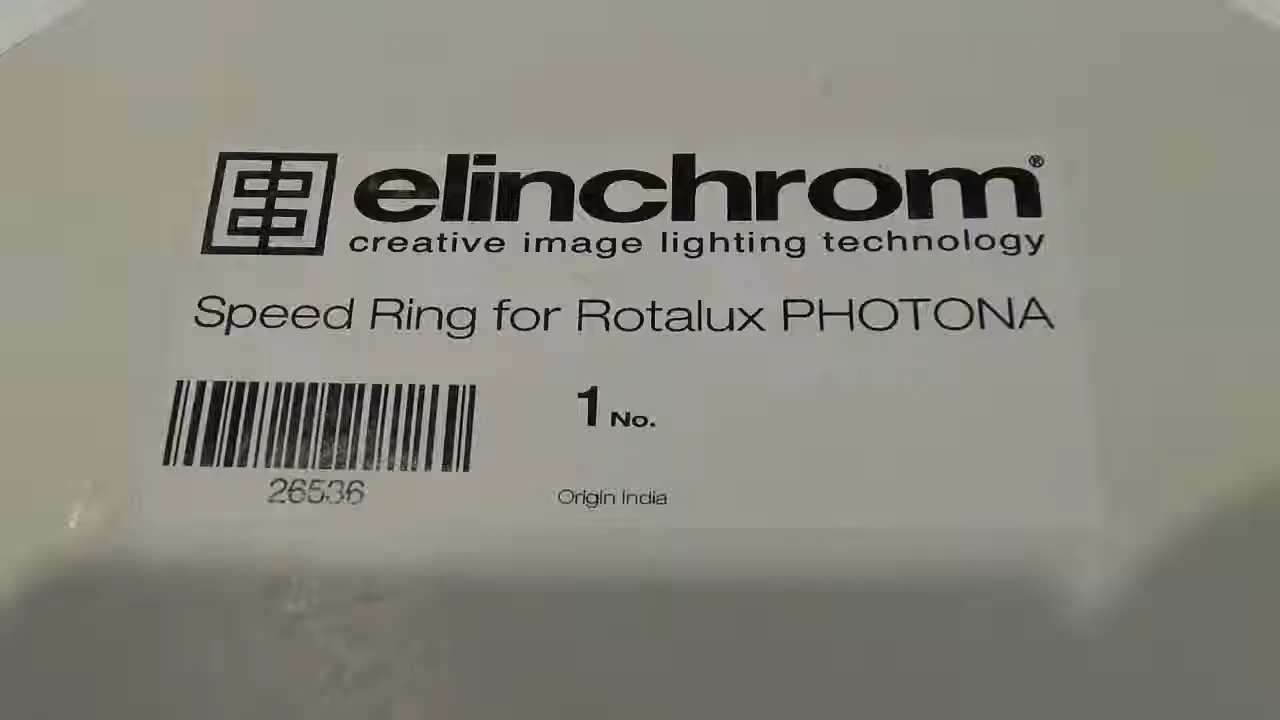 elinchrom®
creative image lighting technology
Speed Ring for Rotalux PHOTONA
1 No.
26536
Origin India